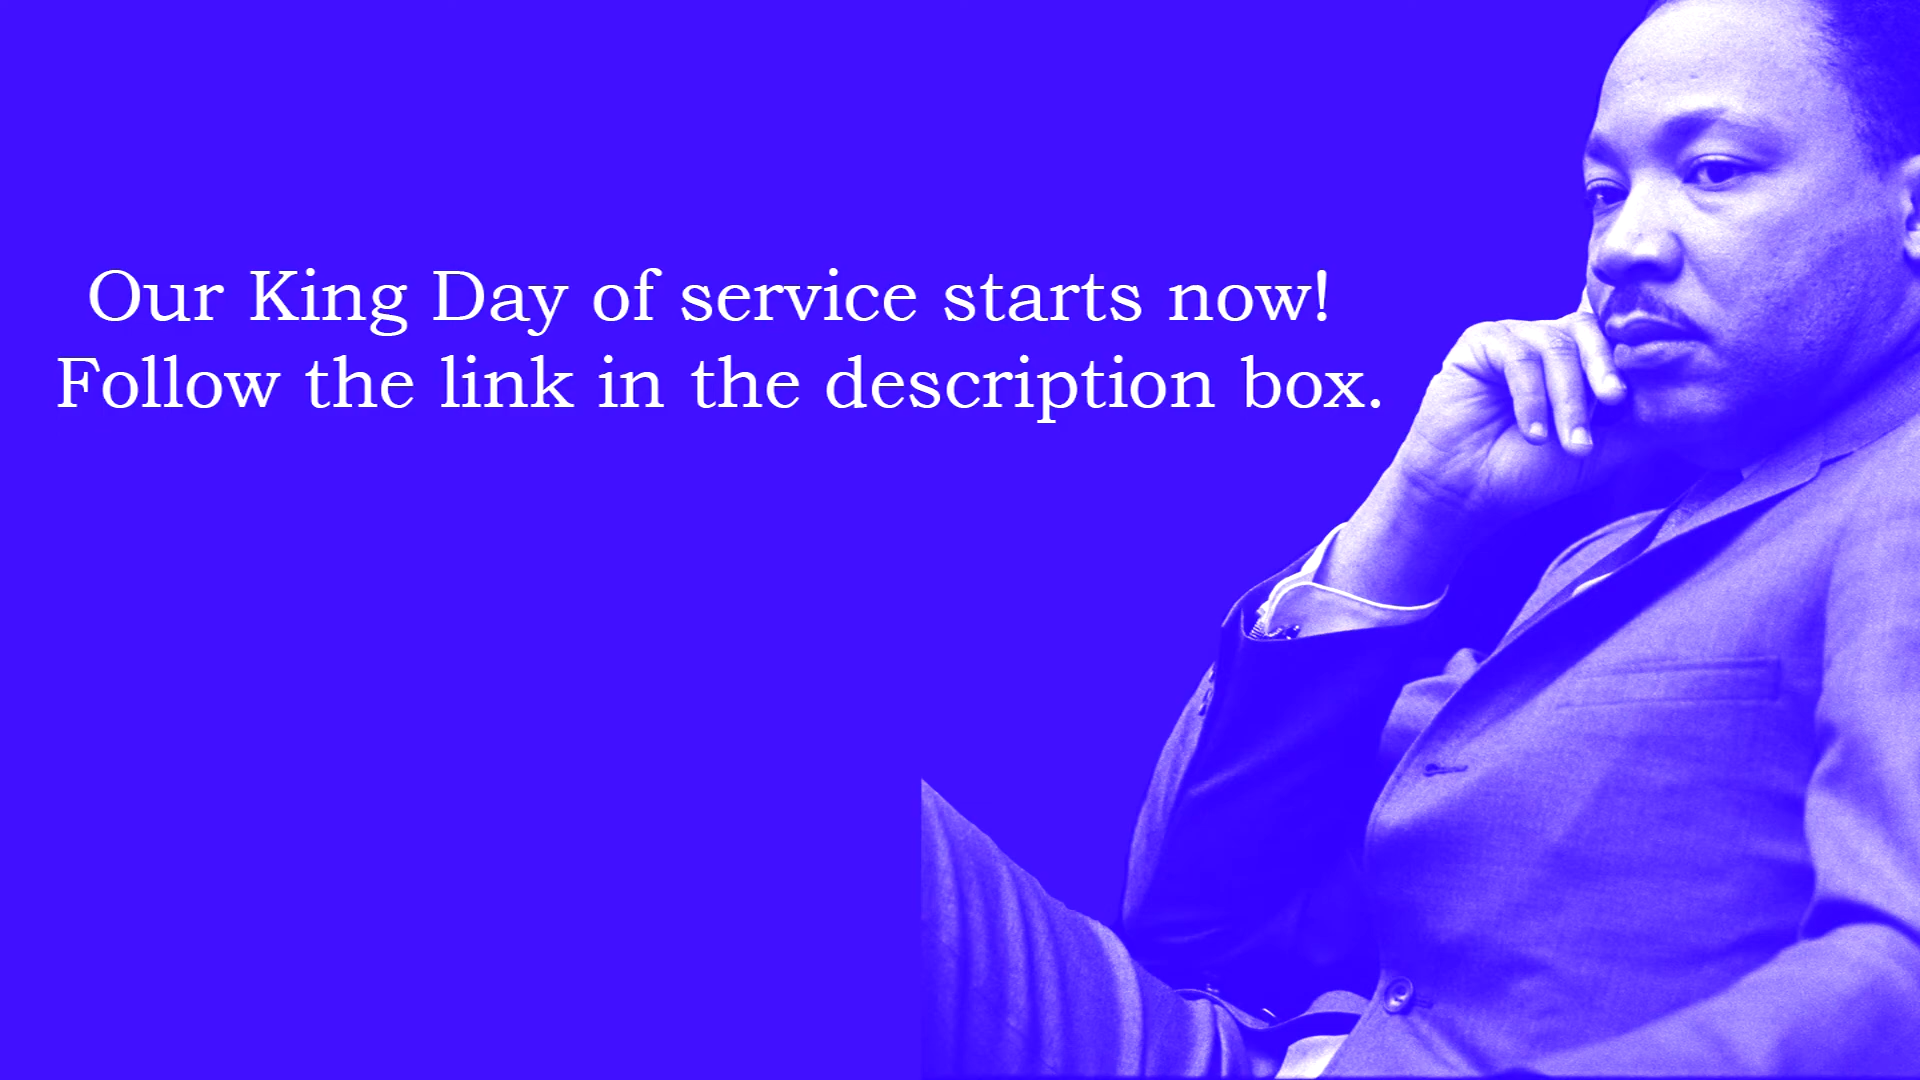 Our King Day of service starts now!
Follow the link in the description box.